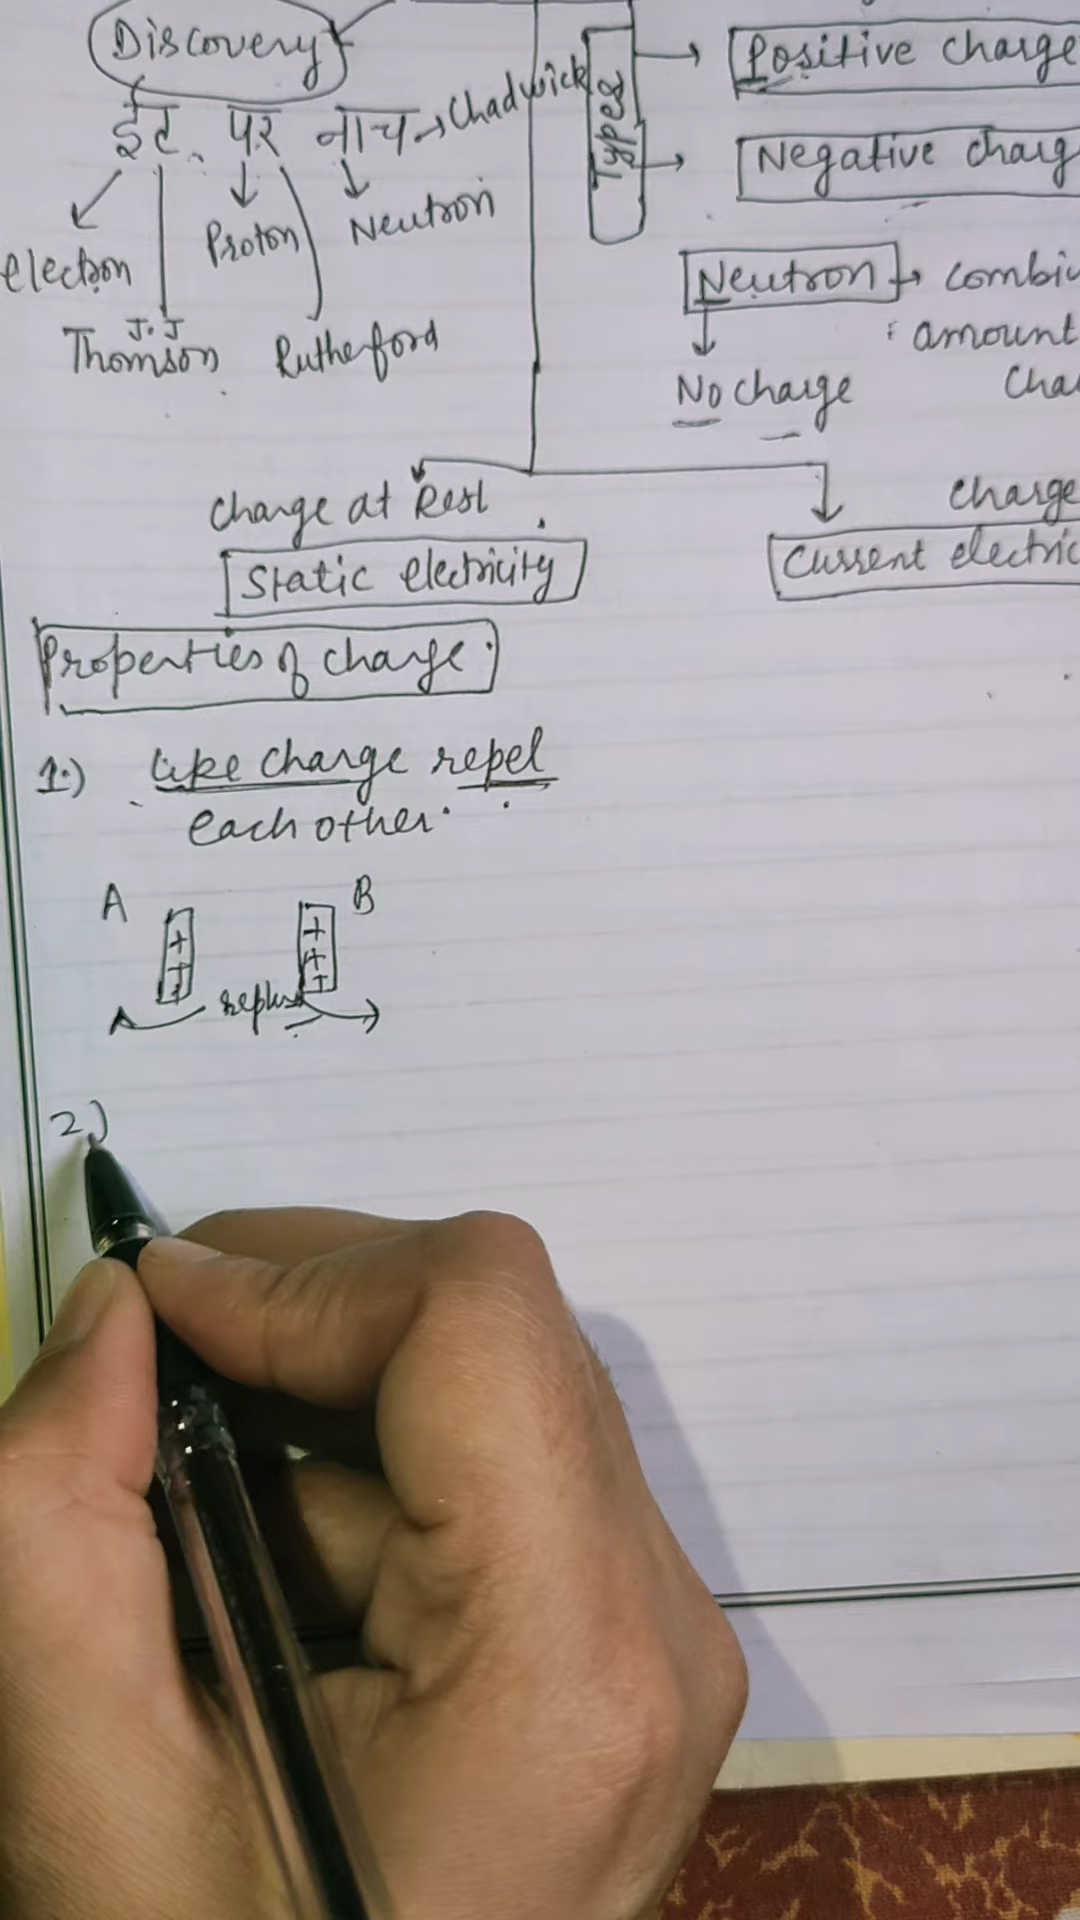 Discovery
ईट पर नाच → Chadwick
electron
Proton
Neutron
J.J
Thomson
Rutherford
Types
Positive charge
Negative charg
Neutron → combi
amount
No charge
Cha
Charge at Rest
Static electricity
Charge
Current electric
Properties of charge.
1.) like charge repel
each other.
A
B
+
+
+
+
+
2)